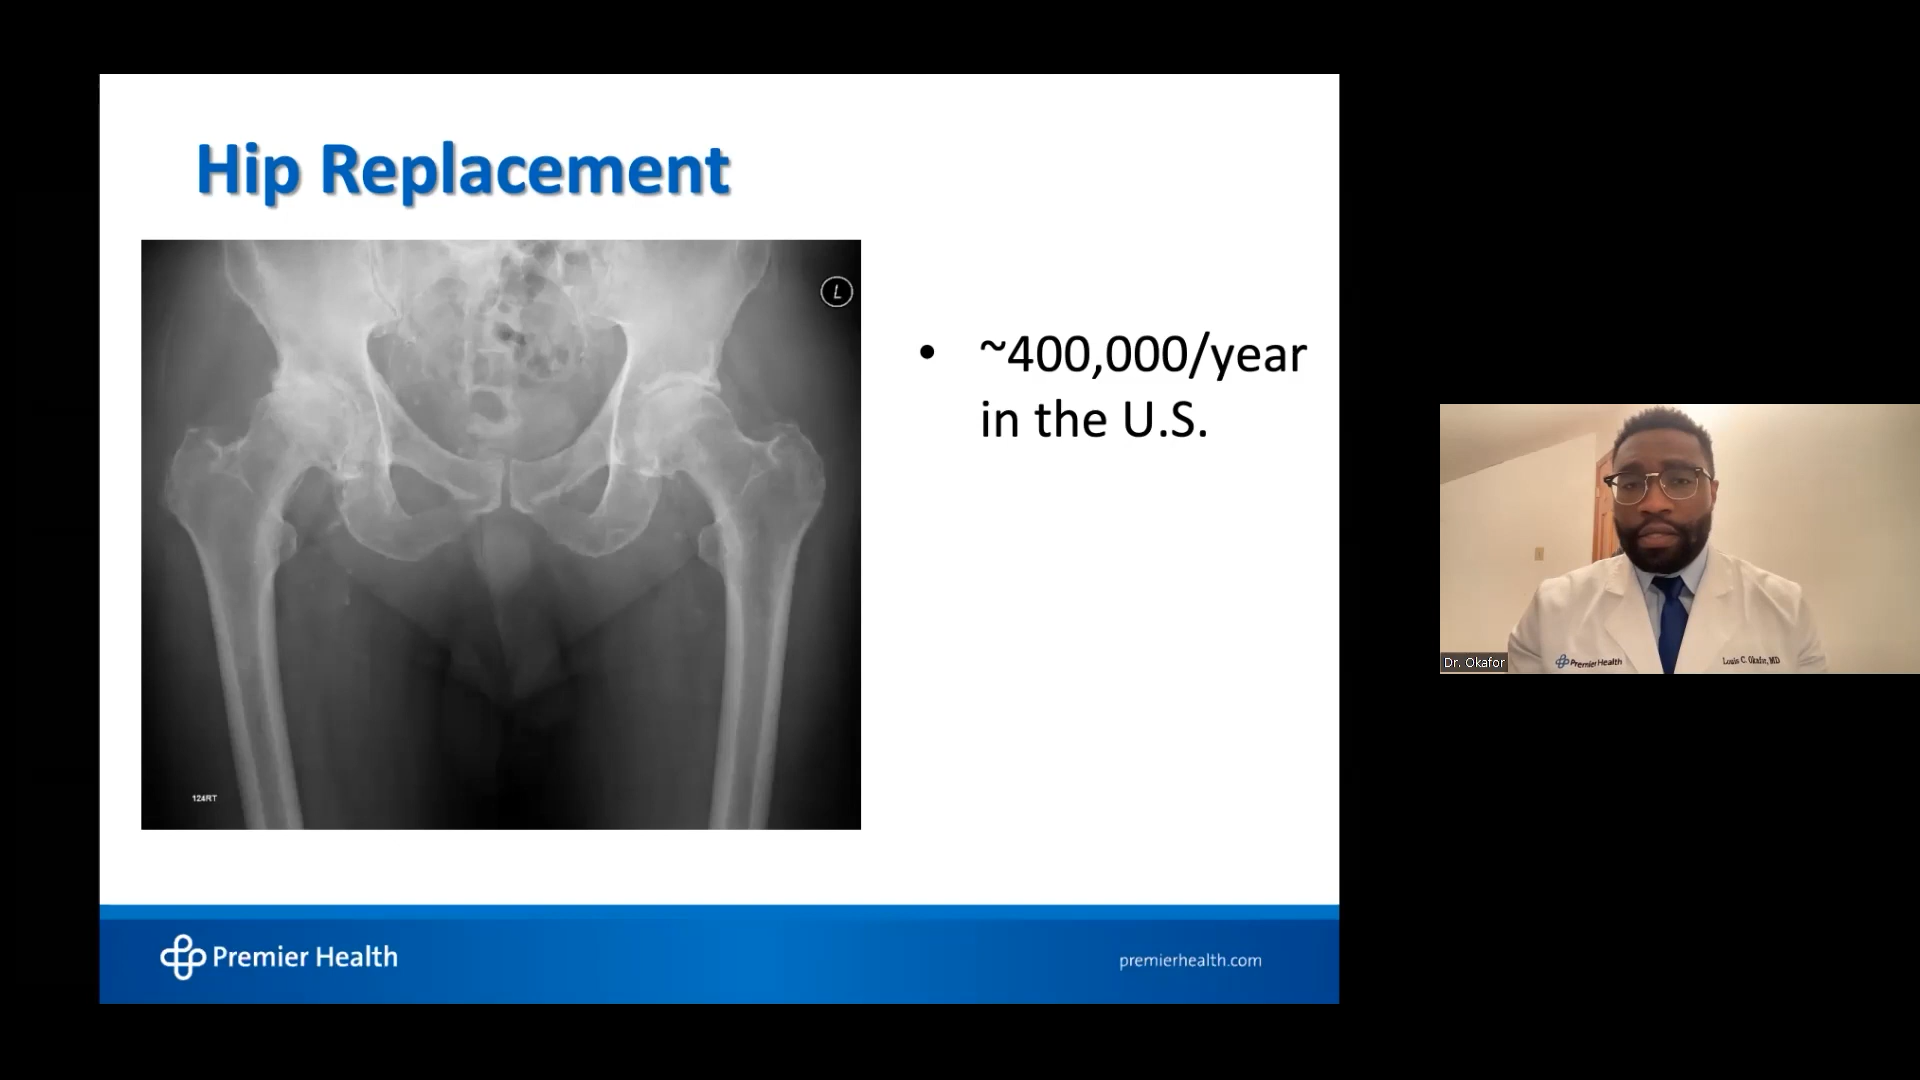 Hip Replacement
L
• ~400,000/year
in the U.S.
124RT
Premier Health
premierhealth.com
Dr. Okafor
Premier Health
Louis C. Okafor, MD